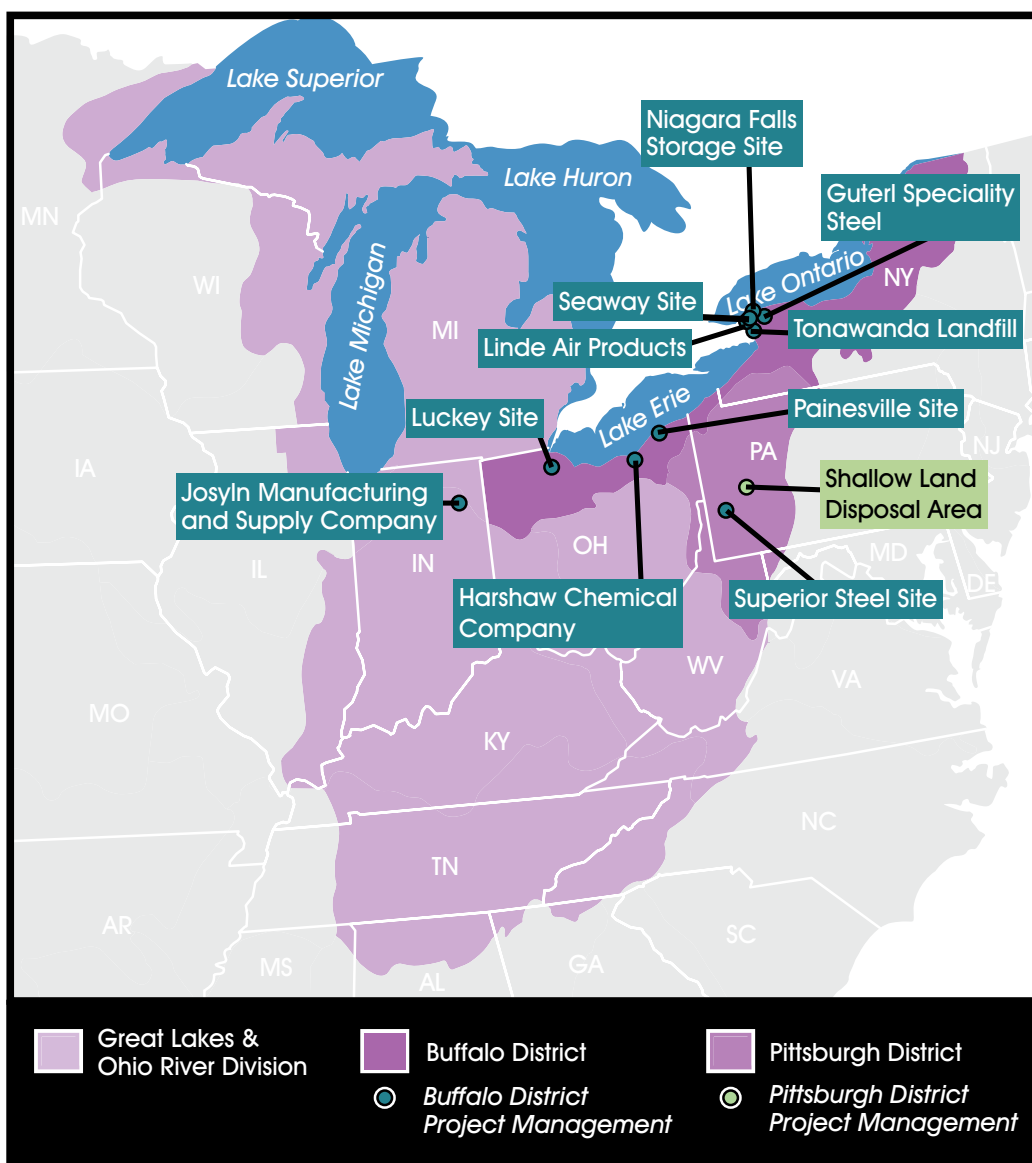 Lake Superior
Niagara Falls
Storage Site
Lake Huron
Guterl Speciality
Steel
MN
WI
Lake Michigan
MI
Lake Ontario
NY
Seaway Site
Linde Air Products
Tonawanda Landfill
Lake Erie
Luckey Site
Painesville Site
IA
PA
NJ
Josyln Manufacturing
and Supply Company
Shallow Land
Disposal Area
OH
MD
IL
IN
DE
Harshaw Chemical
Company
Superior Steel Site
WV
VA
MO
KY
NC
TN
AR
SC
MS
AL
GA
Great Lakes &
Ohio River Division
Buffalo District
Pittsburgh District
Buffalo District
Project Management
Pittsburgh District
Project Management